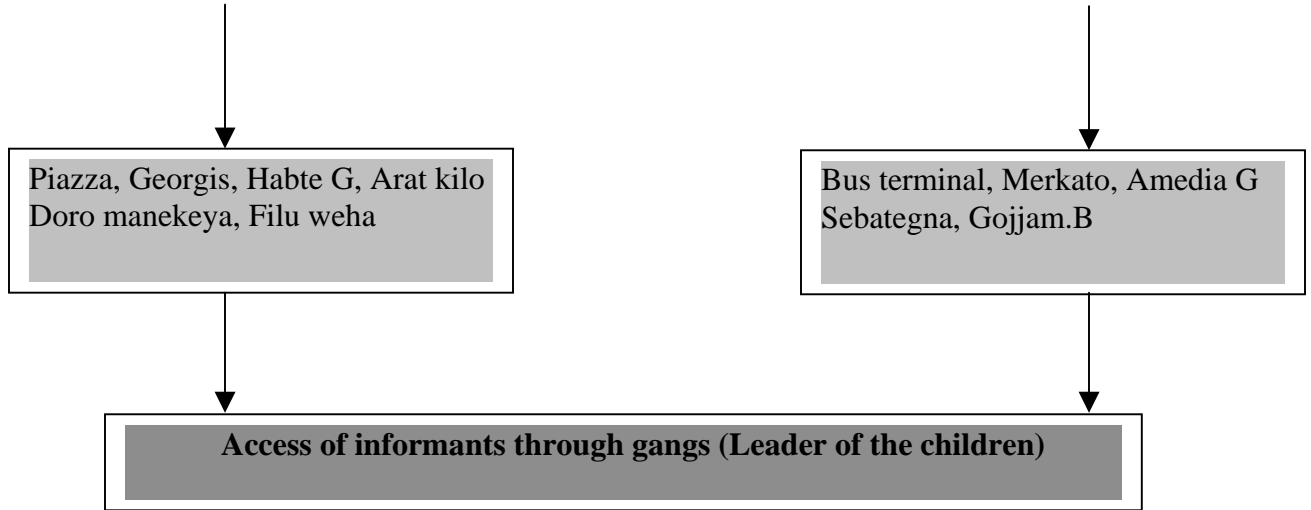 Piazza, Georgis, Habte G, Arat kilo
Doro manekeya, Filu weha
Bus terminal, Merkato, Amedia G
Sebategna, Gojjam.B
Access of informants through gangs (Leader of the children)